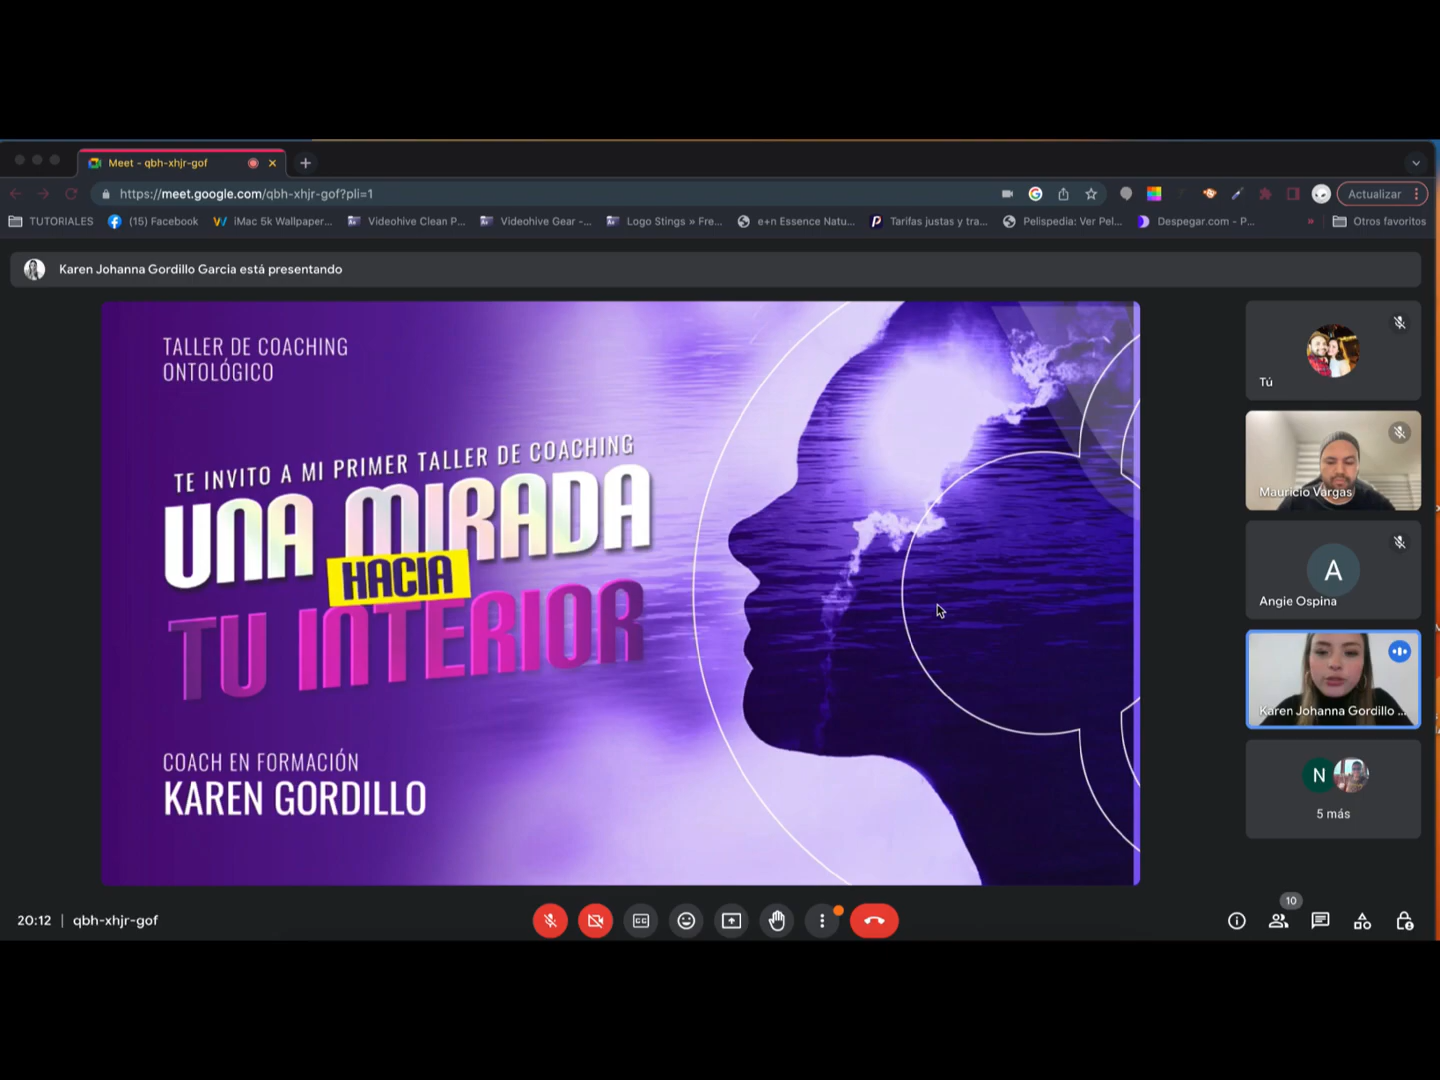 Meet - qbh-xhjr-gof
https://meet.google.com/qbh-xhjr-gof?pli=1
Actualizar
TUTORIALES
(15) Facebook
iMac 5k Wallpaper...
Videohive Clean P...
Videohive Gear -...
Logo Stings » Fre...
e+n Essence Natu...
Tarifas justas y tra...
Pelispedia: Ver Pel...
Despegar.com - P...
»
Otros favoritos
Karen Johanna Gordillo Garcia está presentando
TALLER DE COACHING
ONTOLÓGICO
TE INVITO A MI PRIMER TALLER DE COACHING
UNA MIRADA
HACIA
TU INTERIOR
COACH EN FORMACIÓN
KAREN GORDILLO
Tú
Mauricio Vargas
A
Angie Ospina
Karen Johanna Gordillo ...
N
5 más
20:12 | qbh-xhjr-gof
CC
10